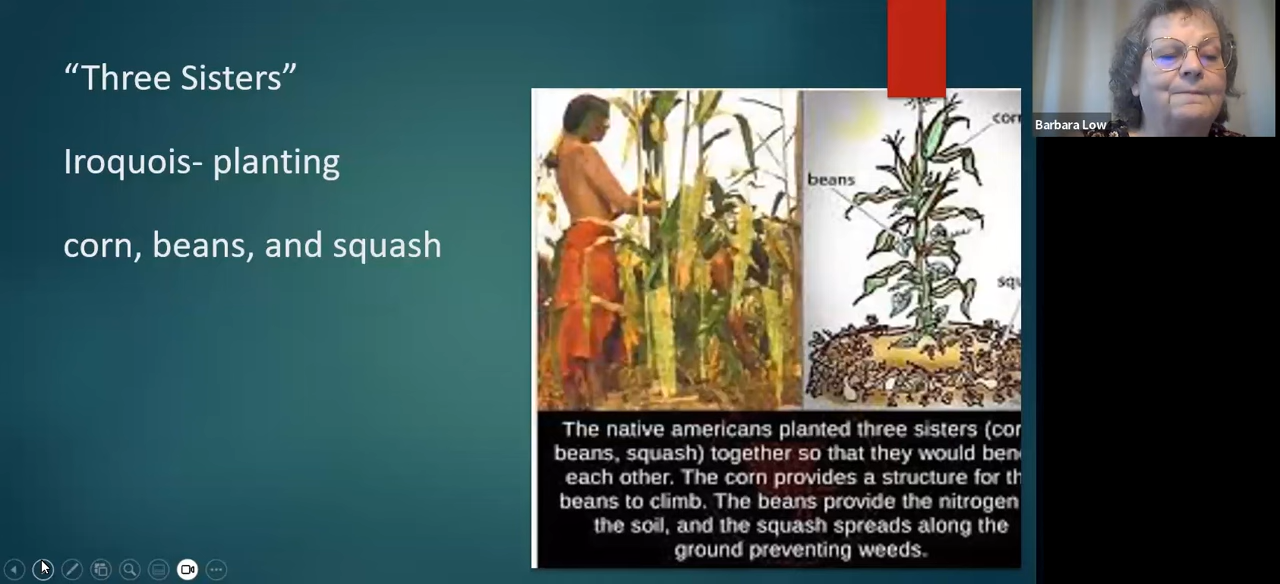 “Three Sisters”
Iroquois- planting
corn, beans, and squash
corn
beans
squ
The native americans planted three sisters (cor
beans, squash) together so that they would ben
each other. The corn provides a structure for th
beans to climb. The beans provide the nitrogen
the soil, and the squash spreads along the
ground preventing weeds.
Barbara Low